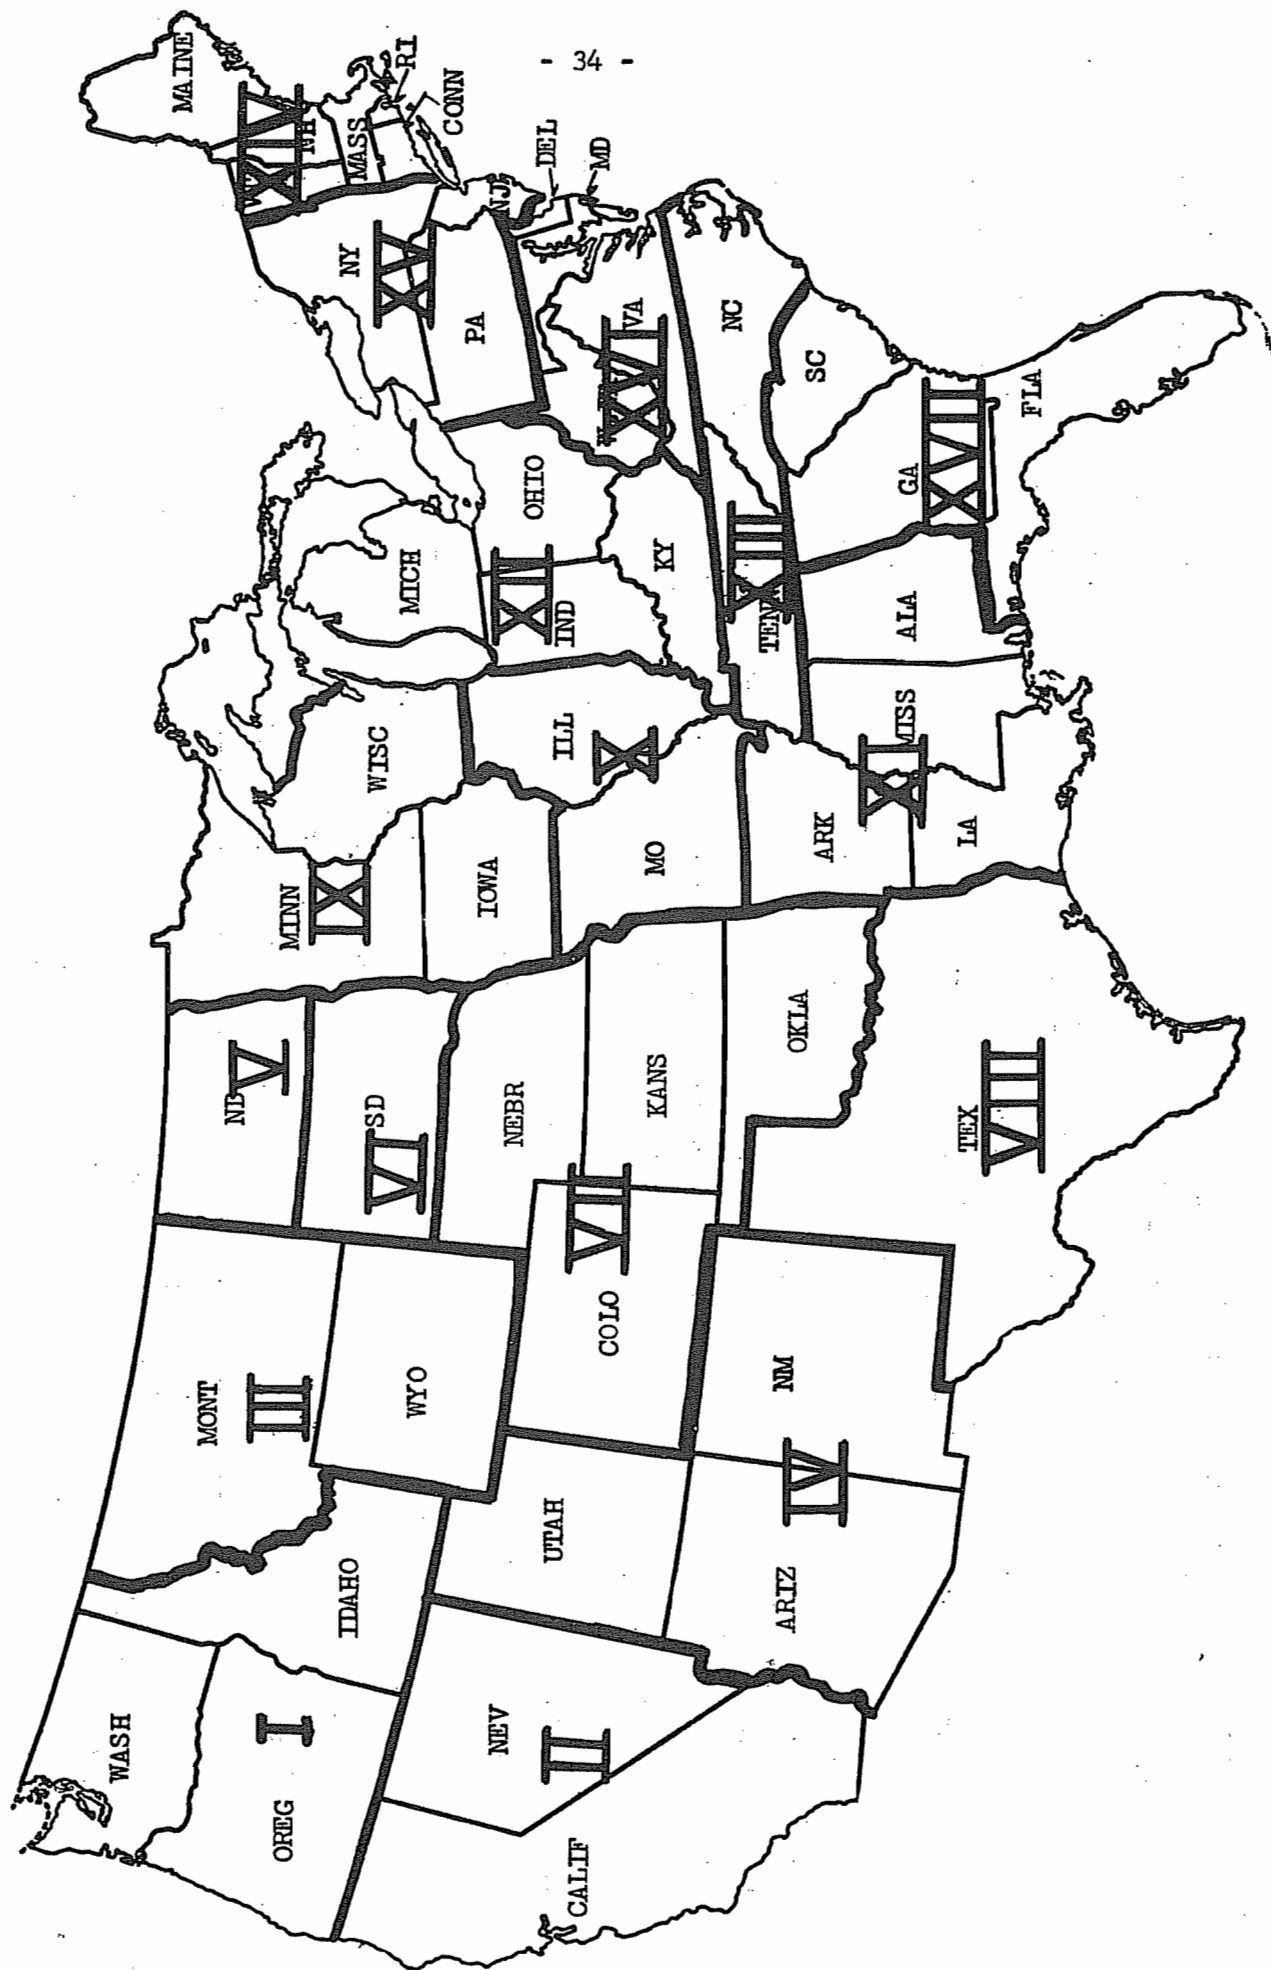 - 34 -
WASH
OREG
I
IDAHO
CALIF
NEV
II
MONT
III
WYO
UTAH
ARIZ
IV
NM
COLO
VII
ND
V
SD
VI
NEBR
KANS
OKLA
TEX
VIII
MINN
IX
IOWA
WISC
MO
ILL
X
ARK
LA
XI
MISS
ALA
MICH
IND
XII
OHIO
KY
TENN
XIII
GA
XVII
FLA
SC
NC
VA
XVI
PA
NY
XV
NJ
DEL
MD
MAINE
XIV
NH
MASS
RI
CONN